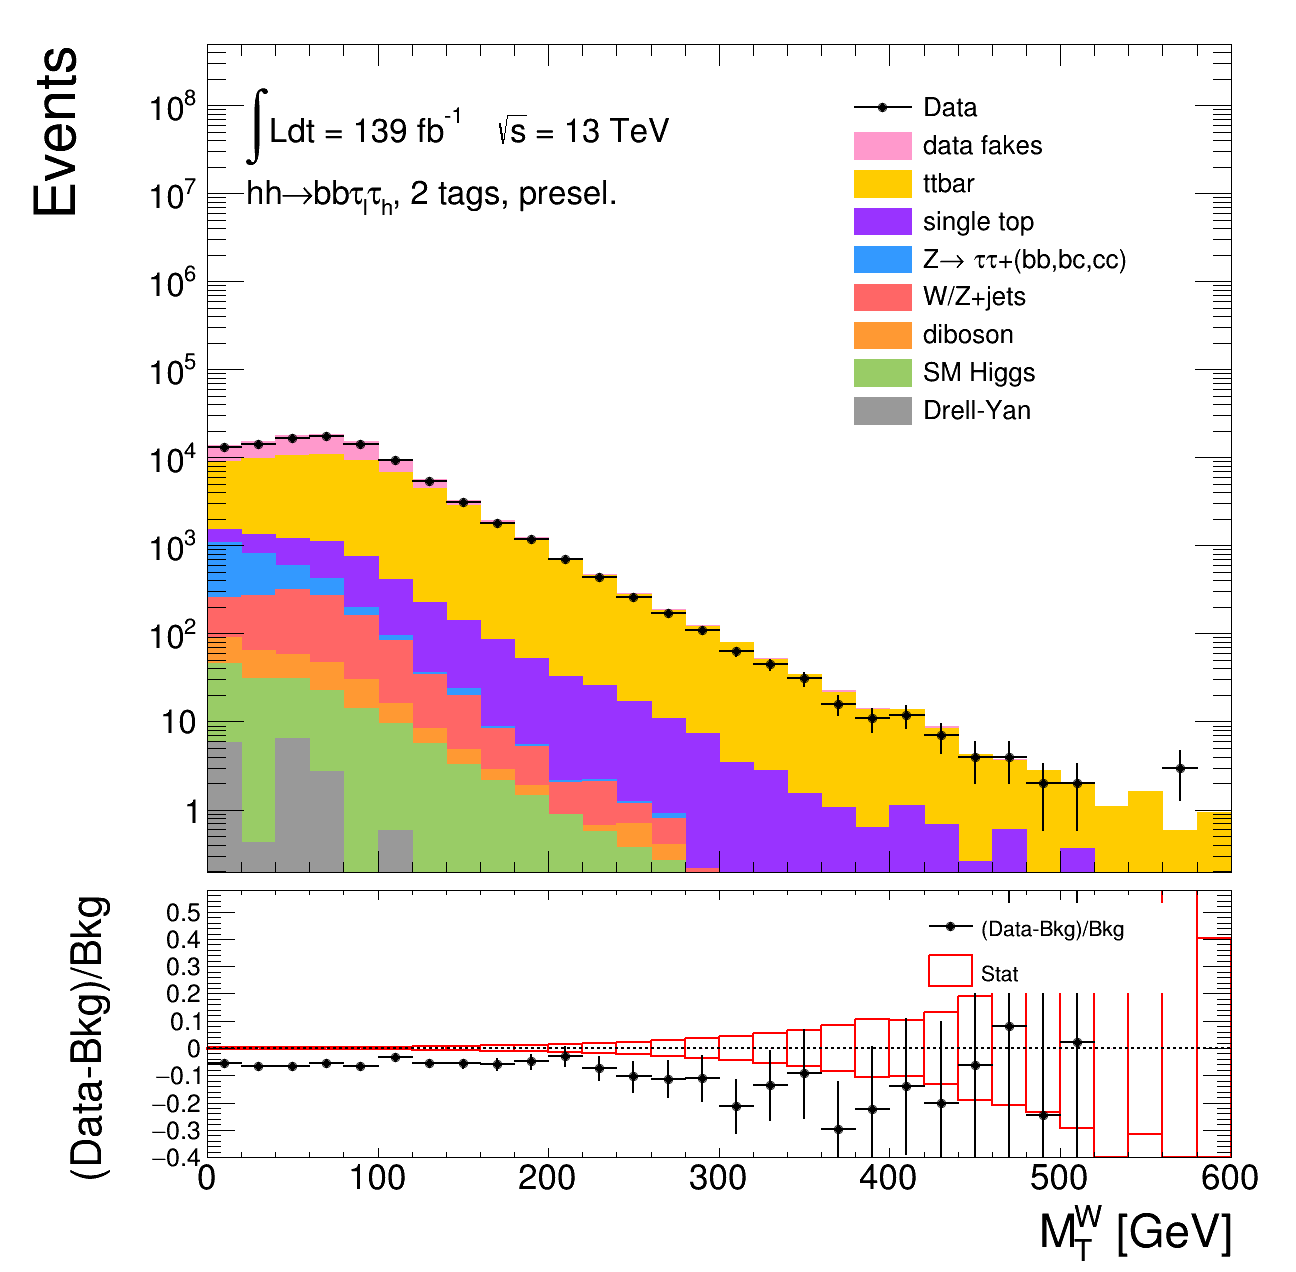 Events
10⁸
10⁷
10⁶
10⁵
10⁴
10³
10²
10
1
∫Ldt = 139 fb⁻¹ √s = 13 TeV
hh→bbτ_lτ_h, 2 tags, presel.
Data
data fakes
ttbar
single top
Z→ ττ+(bb,bc,cc)
W/Z+jets
diboson
SM Higgs
Drell-Yan
(Data-Bkg)/Bkg
0.5
0.4
0.3
0.2
0.1
0
−0.1
−0.2
−0.3
−0.4
(Data-Bkg)/Bkg
Stat
0 100 200 300 400 500 600
M_T^W [GeV]